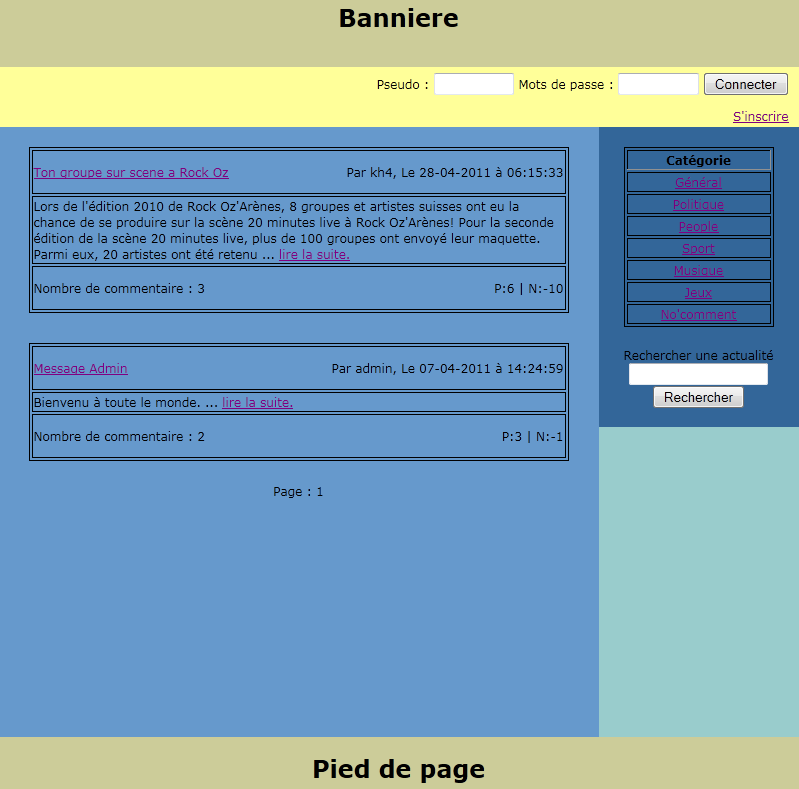 Banniere
Pseudo : Mots de passe : Connecter
S'inscrire
Ton groupe sur scene a Rock Oz Par kh4, Le 28-04-2011 à 06:15:33
Lors de l'édition 2010 de Rock Oz'Arènes, 8 groupes et artistes suisses ont eu la
chance de se produire sur la scène 20 minutes live à Rock Oz'Arènes! Pour la seconde
édition de la scène 20 minutes live, plus de 100 groupes ont envoyé leur maquette.
Parmi eux, 20 artistes ont été retenu ... lire la suite.
Nombre de commentaire : 3 P:6 | N:-10
Message Admin Par admin, Le 07-04-2011 à 14:24:59
Bienvenu à toute le monde. ... lire la suite.
Nombre de commentaire : 2 P:3 | N:-1
Page : 1
Catégorie
Général
Politique
People
Sport
Musique
Jeux
No'comment
Rechercher une actualité
Rechercher
Pied de page